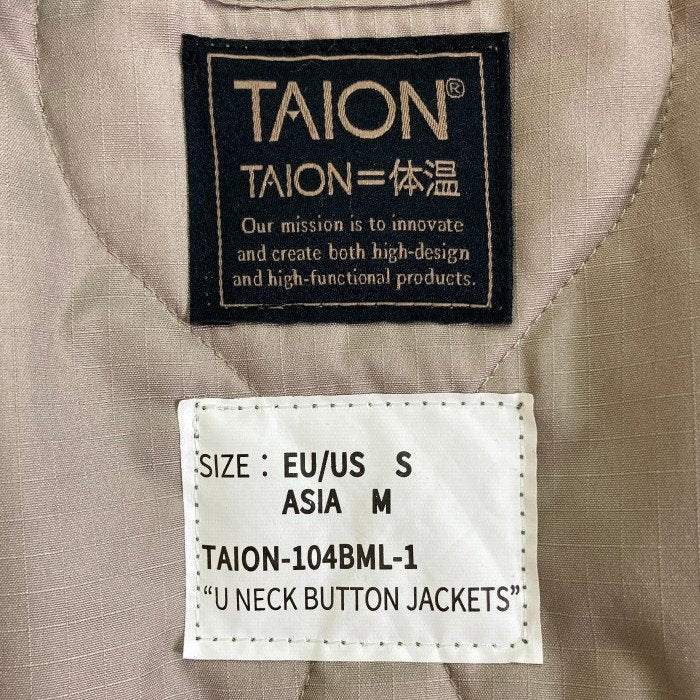 TAION®
TAION=体温
Our mission is to innovate
and create both high-design
and high-functional products.
SIZE : EU/US S
ASIA M
TAION-104BML-1
“U NECK BUTTON JACKETS”